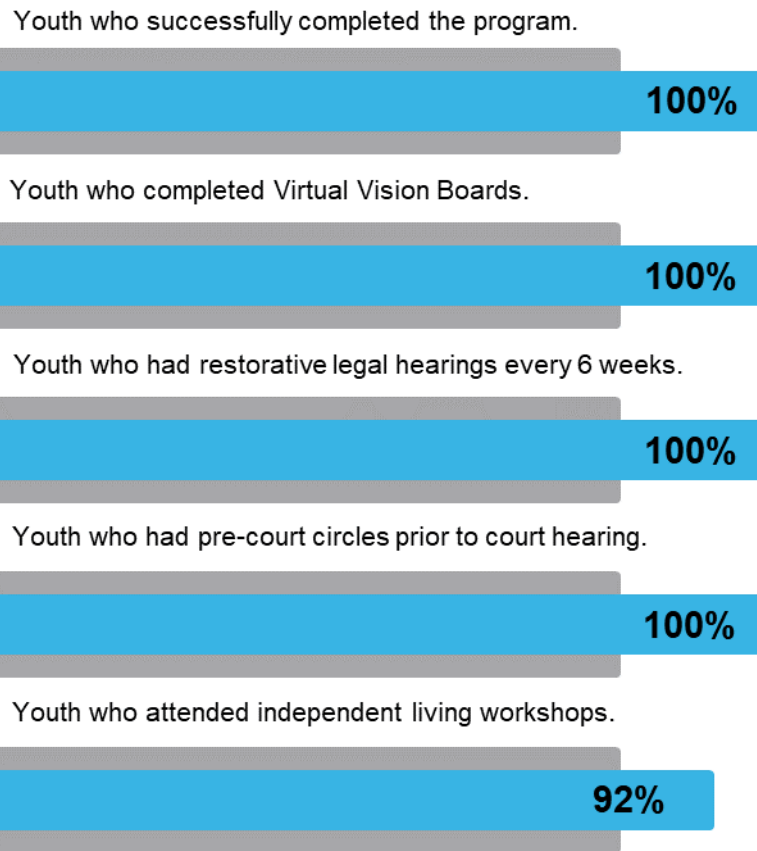 Youth who successfully completed the program.
100%
Youth who completed Virtual Vision Boards.
100%
Youth who had restorative legal hearings every 6 weeks.
100%
Youth who had pre-court circles prior to court hearing.
100%
Youth who attended independent living workshops.
92%